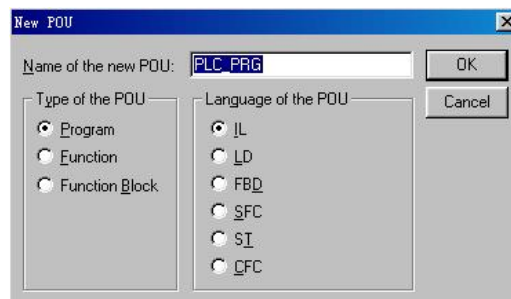 New POU
Name of the new POU: PLC_PRG
OK
Cancel
Type of the POU
Program
Function
Function Block
Language of the POU
IL
LD
FBD
SFC
ST
CFC